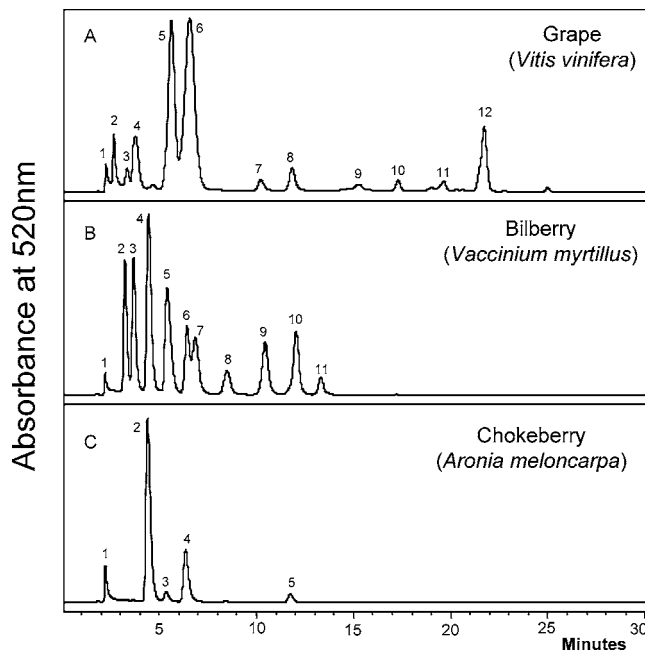 Absorbance at 520nm
A
Grape
(Vitis vinifera)
1 2 3 4 5 6 7 8 9 10 11 12
B
Bilberry
(Vaccinium myrtillus)
1 2 3 4 5 6 7 8 9 10 11
C
Chokeberry
(Aronia meloncarpa)
1 2 3 4 5
5 10 15 20 25 30
Minutes